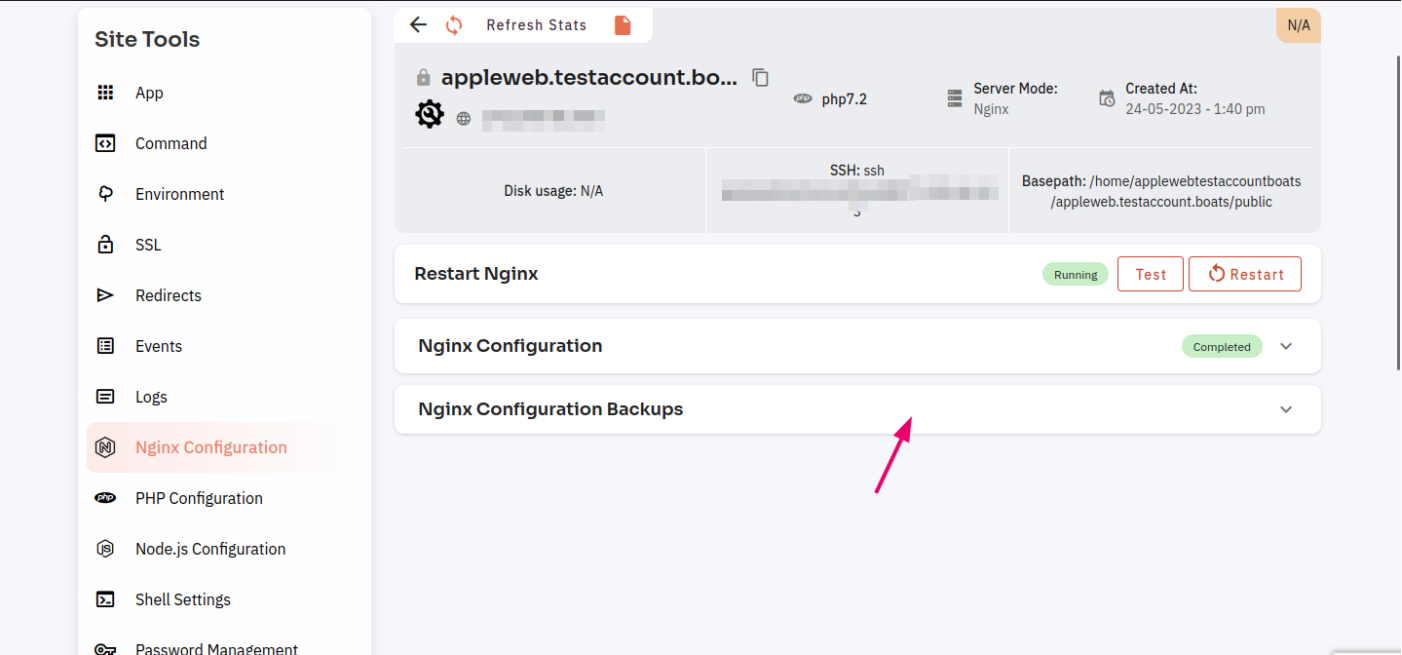 Site Tools
App
Command
Environment
SSL
Redirects
Events
Logs
Nginx Configuration
PHP Configuration
Node.js Configuration
Shell Settings
Password Management
Refresh Stats
N/A
appleweb.testaccount.bo...
php7.2
Server Mode:
Nginx
Created At:
24-05-2023 - 1:40 pm
Disk usage: N/A
SSH: ssh
Basepath: /home/applewebtestaccountboats
/appleweb.testaccount.boats/public
Restart Nginx
Running
Test
Restart
Nginx Configuration
Completed
Nginx Configuration Backups